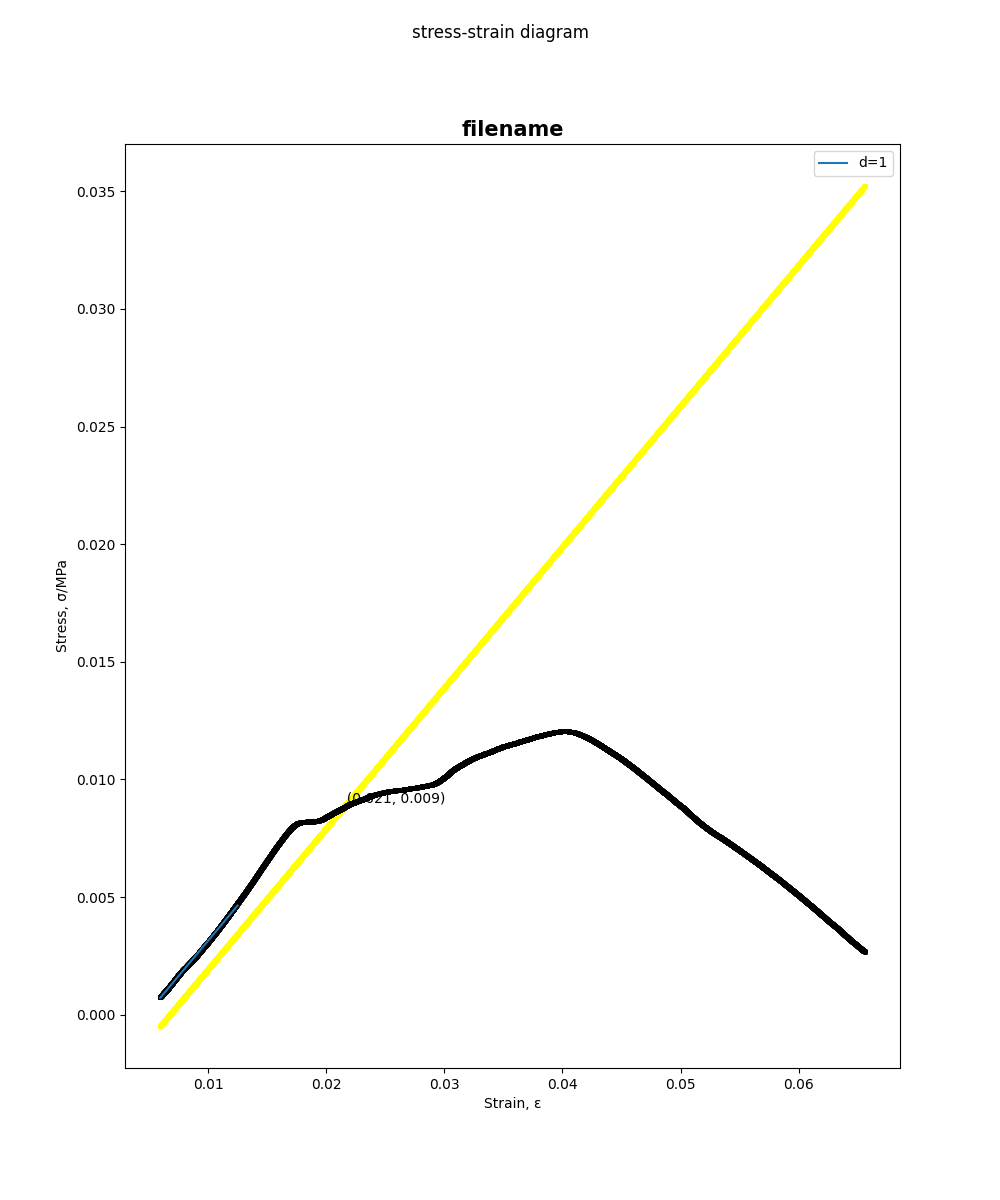 stress-strain diagram
filename
d=1
0.035
0.030
0.025
0.020
0.015
0.010
0.005
0.000
Stress, σ/MPa
(0.021, 0.009)
0.01 0.02 0.03 0.04 0.05 0.06
Strain, ε